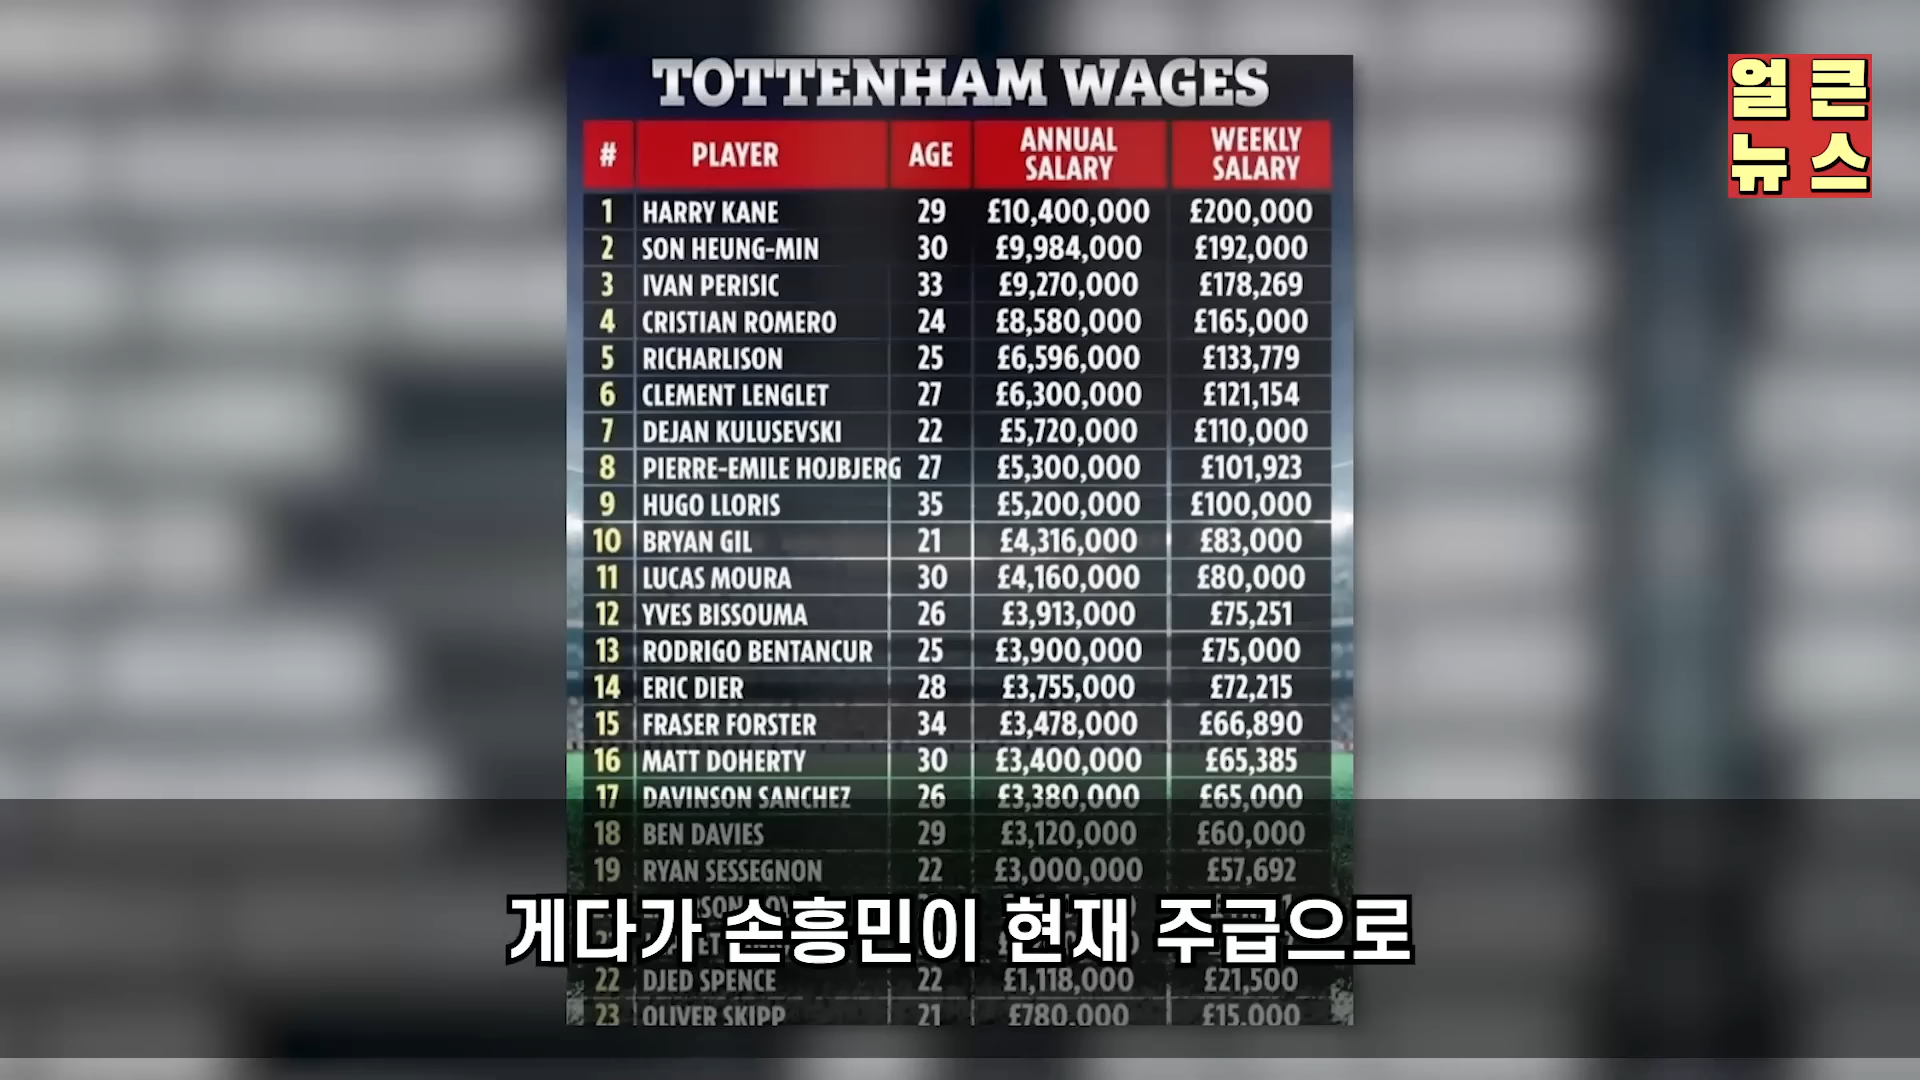 TOTTENHAM WAGES
얼큰
뉴스
# PLAYER AGE ANNUAL SALARY WEEKLY SALARY
1 HARRY KANE 29 £10,400,000 £200,000
2 SON HEUNG-MIN 30 £9,984,000 £192,000
3 IVAN PERISIC 33 £9,270,000 £178,269
4 CRISTIAN ROMERO 24 £8,580,000 £165,000
5 RICHARLISON 25 £6,596,000 £133,779
6 CLEMENT LENGLET 27 £6,300,000 £121,154
7 DEJAN KULUSEVSKI 22 £5,720,000 £110,000
8 PIERRE-EMILE HOJBJERG 27 £5,300,000 £101,923
9 HUGO LLORIS 35 £5,200,000 £100,000
10 BRYAN GIL 21 £4,316,000 £83,000
11 LUCAS MOURA 30 £4,160,000 £80,000
12 YVES BISSOUMA 26 £3,913,000 £75,251
13 RODRIGO BENTANCUR 25 £3,900,000 £75,000
14 ERIC DIER 28 £3,755,000 £72,215
15 FRASER FORSTER 34 £3,478,000 £66,890
16 MATT DOHERTY 30 £3,400,000 £65,385
17 DAVINSON SANCHEZ 26 £3,380,000 £65,000
18 BEN DAVIES 29 £3,120,000 £60,000
19 RYAN SESSEGNON 22 £3,000,000 £57,692
게다가 손흥민이 현재 주급으로
22 DJED SPENCE 22 £1,118,000 £21,500
23 OLIVER SKIPP 21 £780,000 £15,000